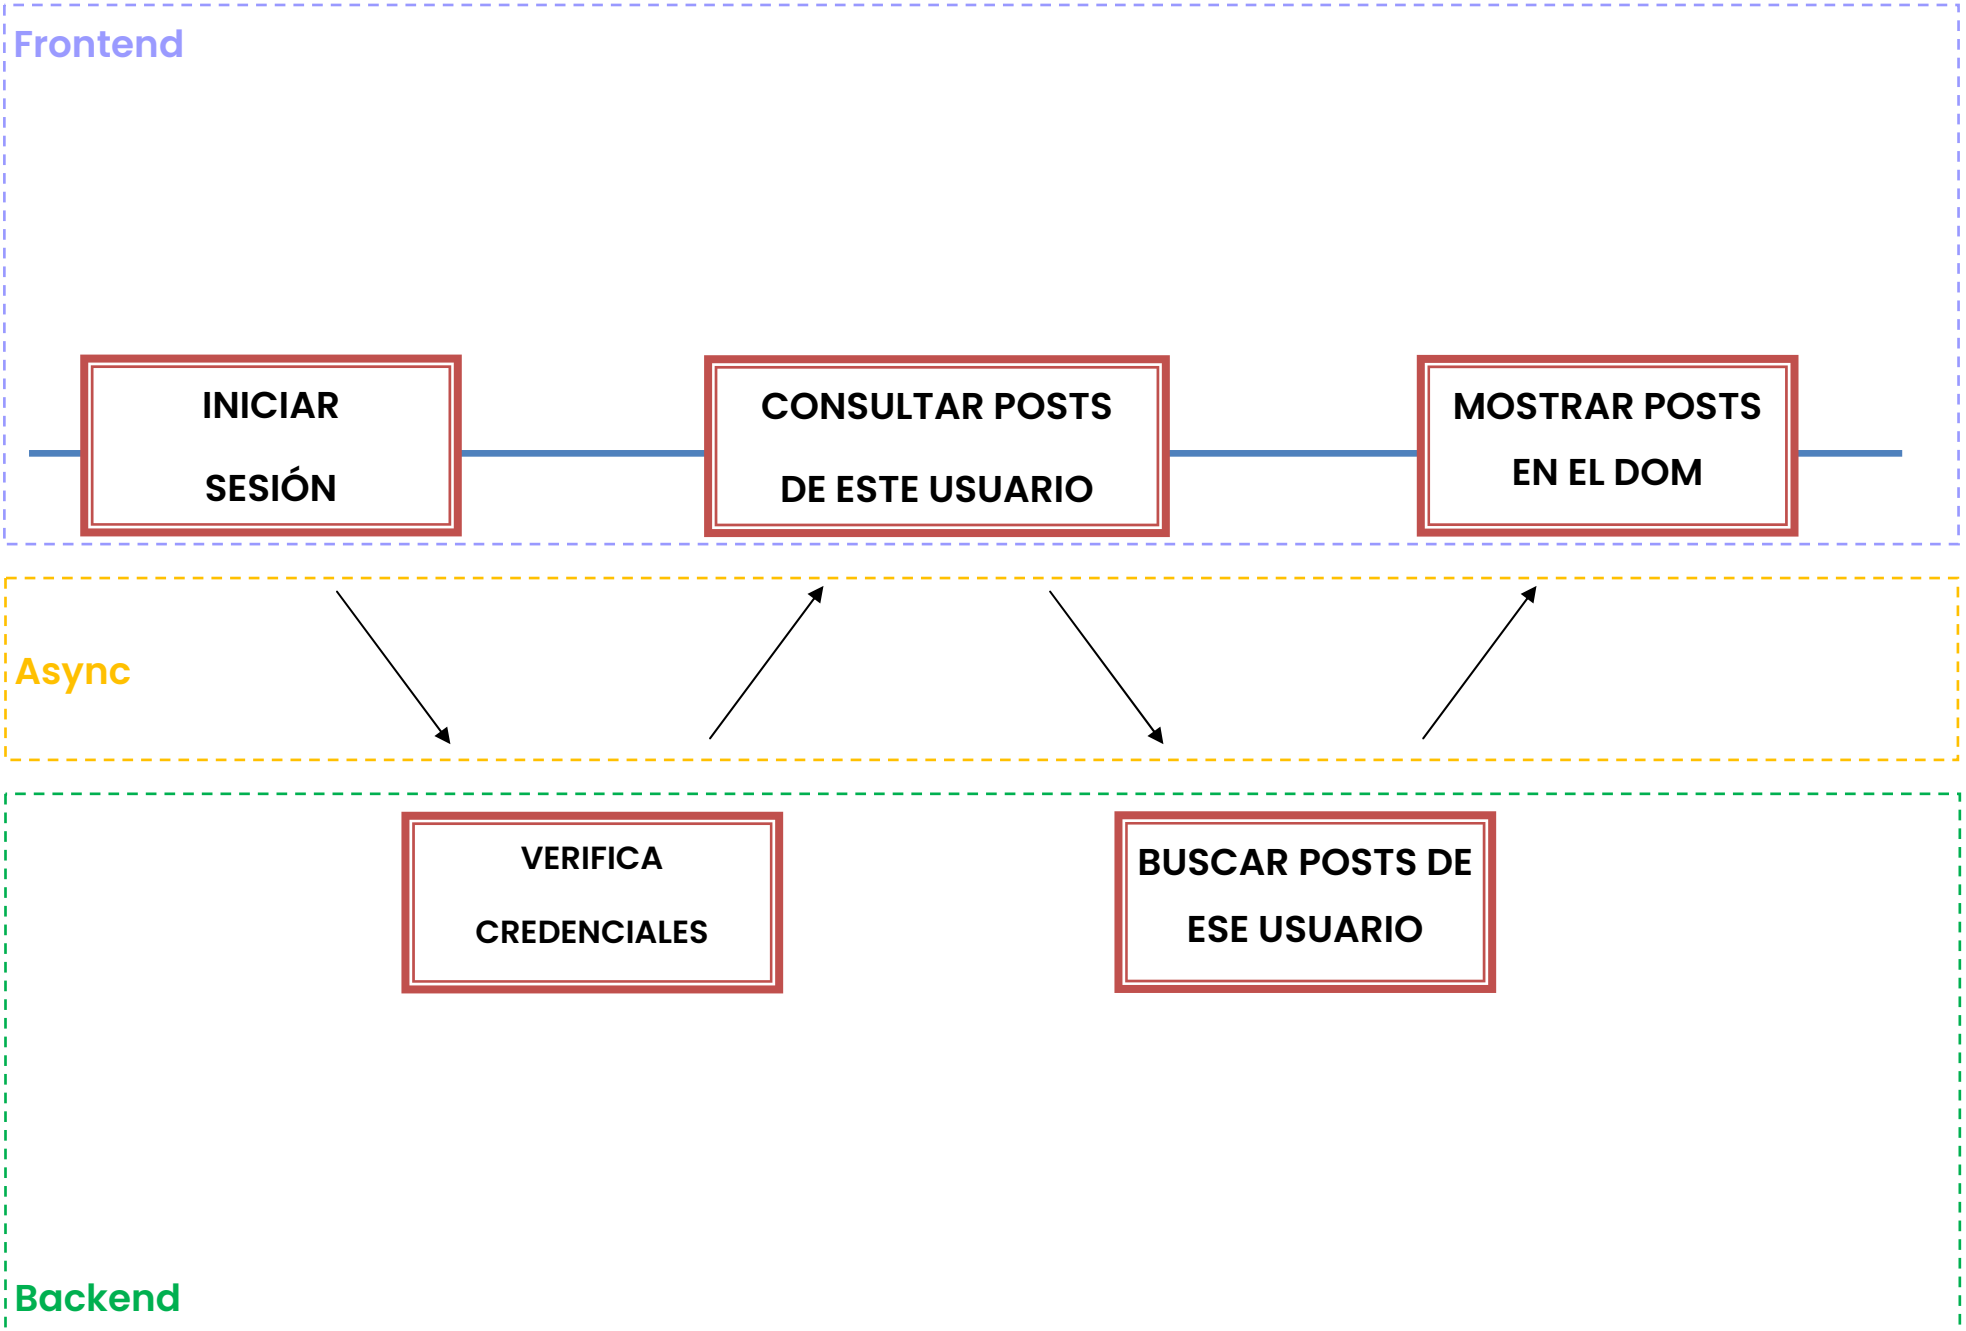 Frontend
INICIAR
SESIÓN
CONSULTAR POSTS
DE ESTE USUARIO
MOSTRAR POSTS
EN EL DOM
Async
VERIFICA
CREDENCIALES
BUSCAR POSTS DE
ESE USUARIO
Backend